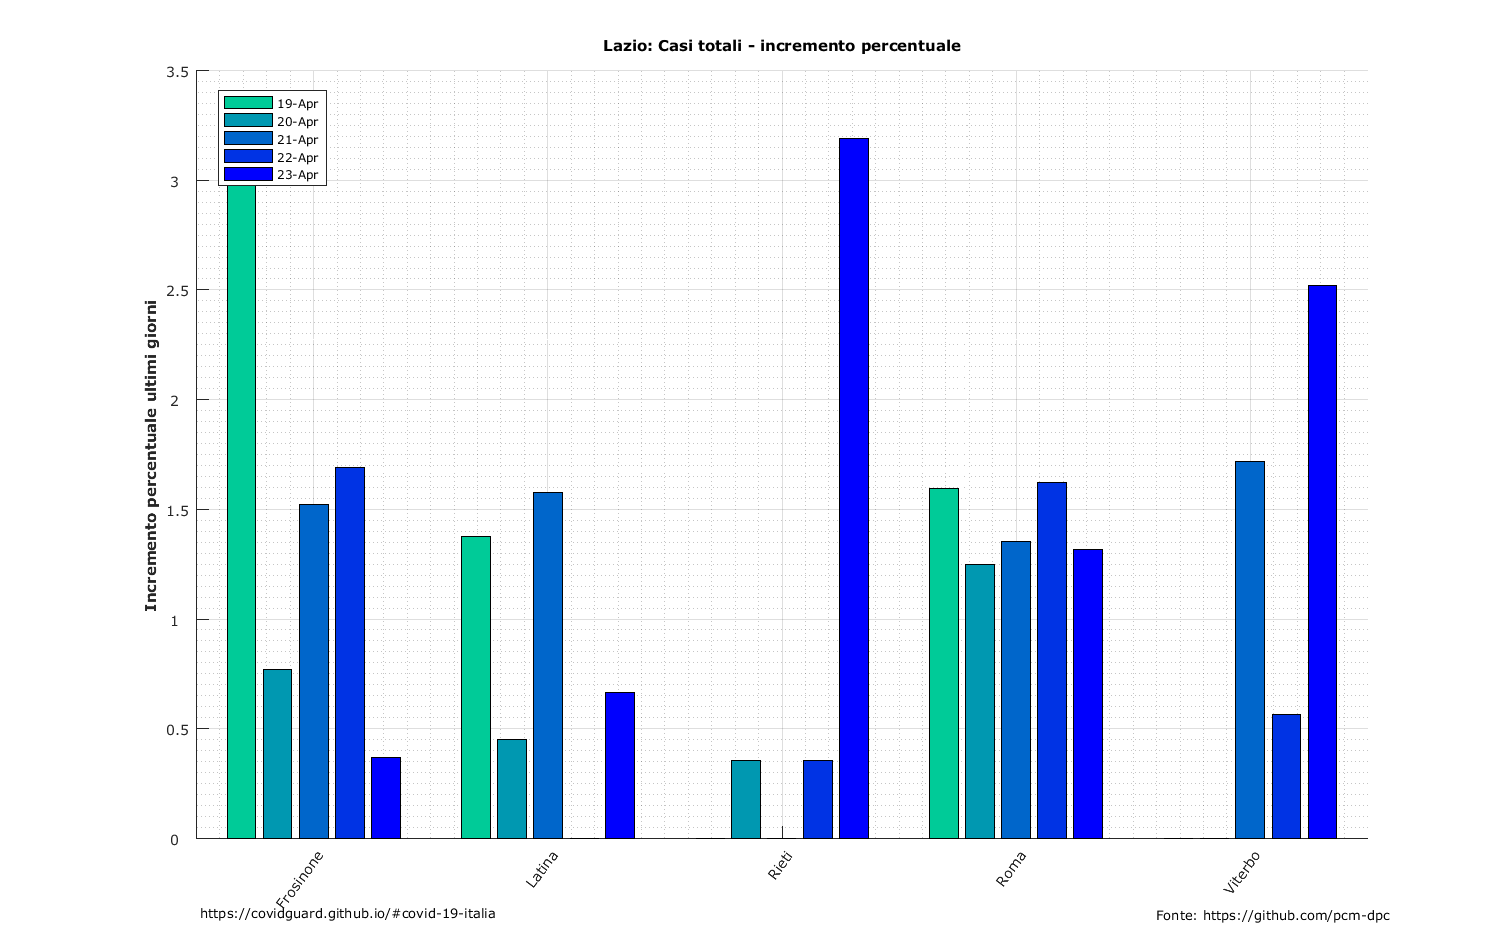 Lazio: Casi totali - incremento percentuale
Incremento percentuale ultimi giorni
3.5
3
2.5
2
1.5
1
0.5
0
19-Apr
20-Apr
21-Apr
22-Apr
23-Apr
Frosinone
Latina
Rieti
Roma
Viterbo
https://covidguard.github.io/#covid-19-italia
Fonte: https://github.com/pcm-dpc